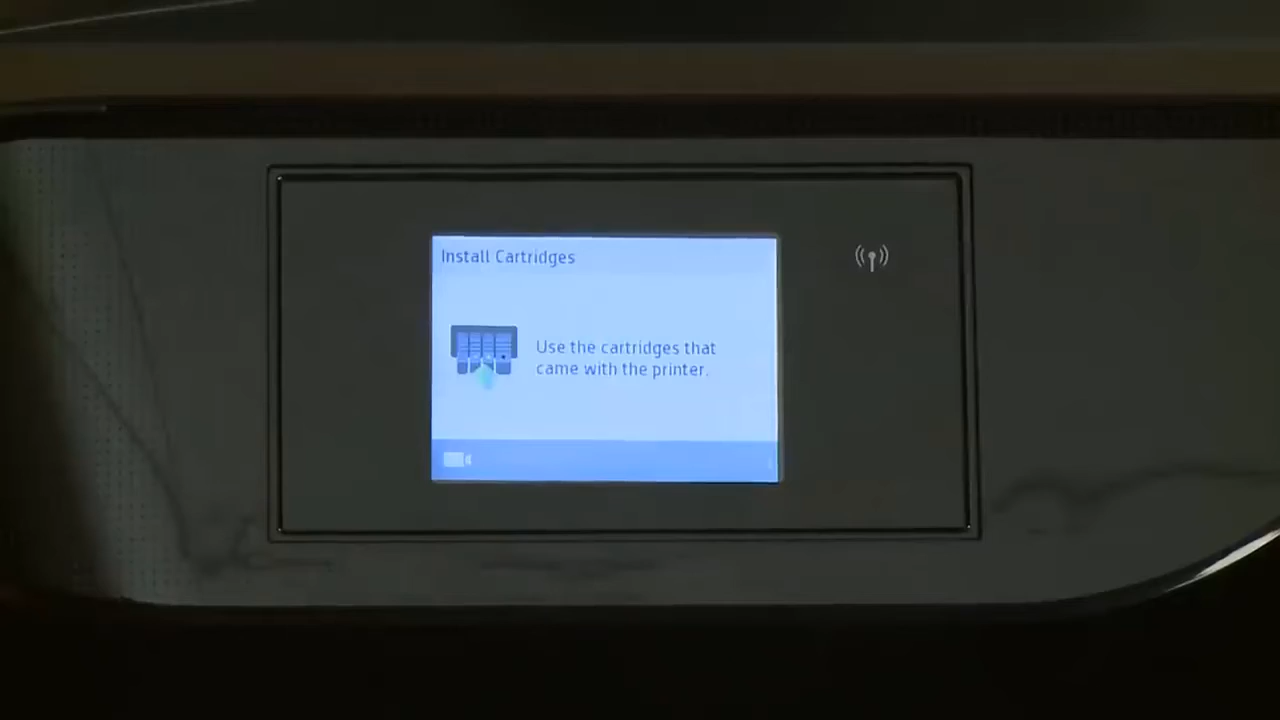 Install Cartridges
Use the cartridges that
came with the printer.